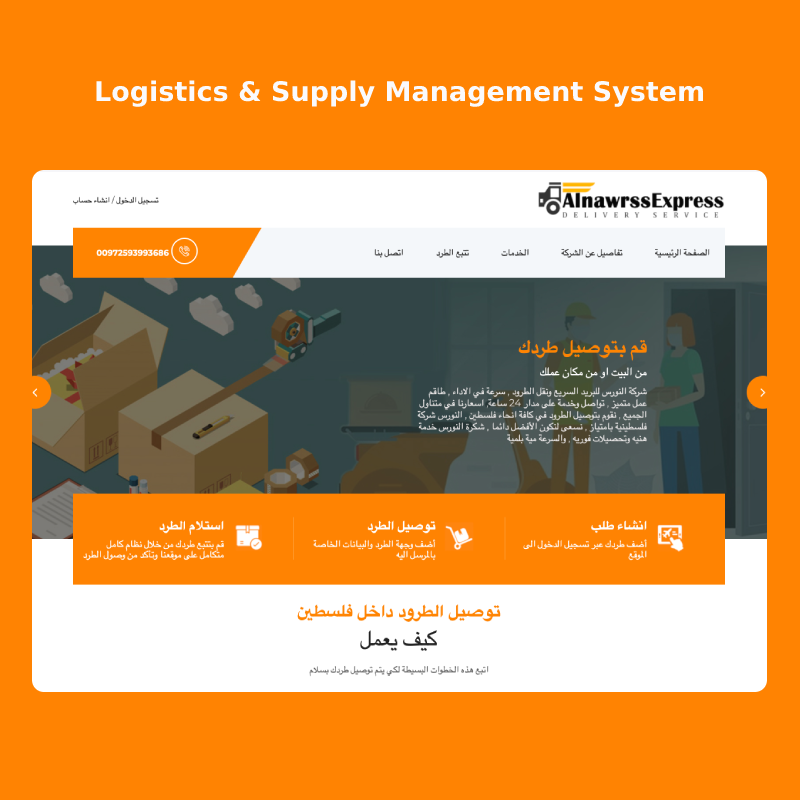 Logistics & Supply Management System
AlnawrssExpress
DELIVERY SERVICE
تسجيل الدخول / انشاء حساب
الصفحة الرئيسية
تفاصيل عن الشركة
الخدمات
تتبع الطرد
اتصل بنا
00972593993686
قم بتوصيل طردك
من البيت او من مكان عملك
شركة النورس للبريد السريع ونقل الطرود , سرعة في الاداء , طاقم
عمل متميز , تواصل وخدمة على مدار 24 ساعة, اسعارنا في متناول
الجميع , نقوم بتوصيل الطرود في كافة انحاء فلسطين , النورس شركة
فلسطينية بامتياز , نسعى لنكون الأفضل دائما , شكرة النورس خدمة
هنيه وتحصيلات فوريه , والسرعة مية بلمية
انشاء طلب
أضف طردك عبر تسجيل الدخول الى
الموقع
توصيل الطرد
أضف وجهة الطرد والبيانات الخاصة
بالمرسل اليه
استلام الطرد
قم بتتبع طردك من خلال نظام كامل
متكامل على موقعنا وتأكد من وصول الطرد
توصيل الطرود داخل فلسطين
كيف يعمل
اتبع هذه الخطوات البسيطة لكي يتم توصيل طردك بسلام